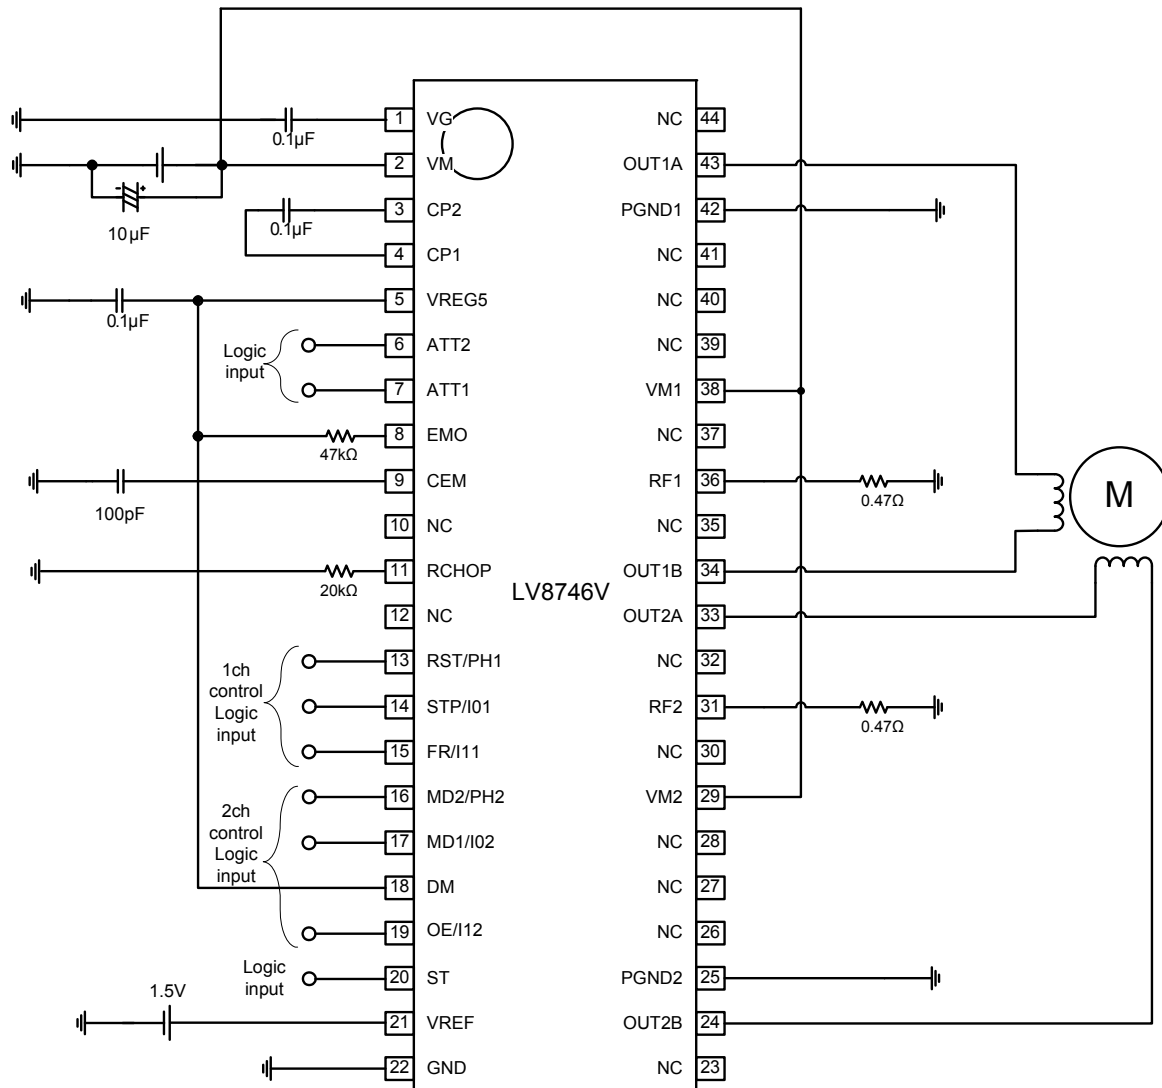 1 VG NC 44
0.1µF
2 VM OUT1A 43
- +
10µF
3 CP2 PGND1 42
0.1µF
4 CP1 NC 41
5 VREG5 NC 40
0.1µF
Logic
input
6 ATT2 NC 39
7 ATT1 VM1 38
8 EMO NC 37
47kΩ
9 CEM RF1 36
100pF
0.47Ω
M
10 NC NC 35
11 RCHOP OUT1B 34
20kΩ
LV8746V
12 NC OUT2A 33
1ch
control
Logic
input
13 RST/PH1 NC 32
14 STP/I01 RF2 31
0.47Ω
15 FR/I11 NC 30
2ch
control
Logic
input
16 MD2/PH2 VM2 29
17 MD1/I02 NC 28
18 DM NC 27
19 OE/I12 NC 26
Logic
input
20 ST PGND2 25
1.5V
21 VREF OUT2B 24
22 GND NC 23